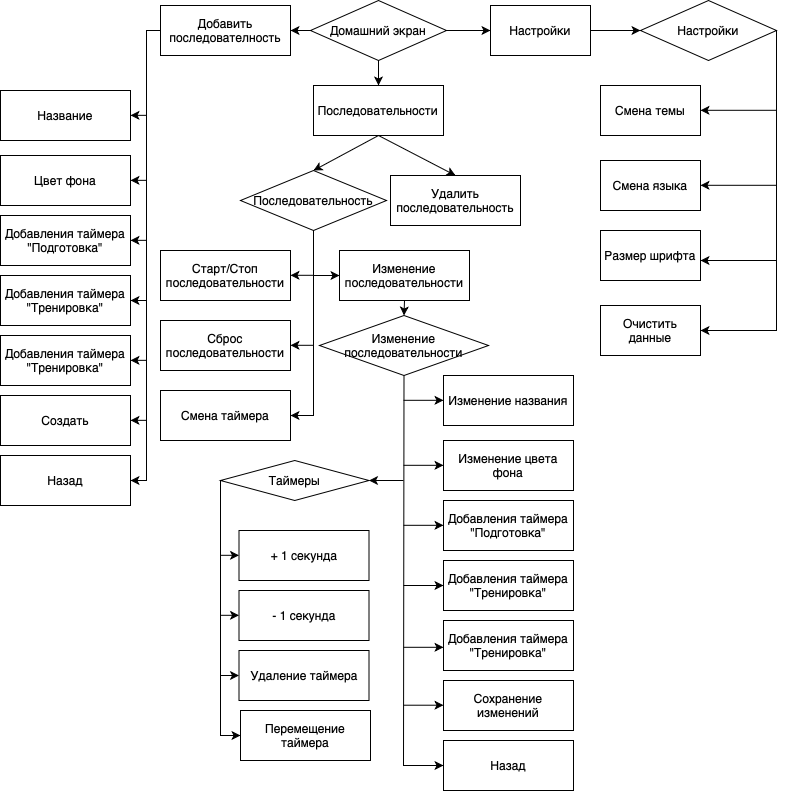 Добавить
последователность
Домашний экран
Настройки
Настройки
Название
Цвет фона
Добавления таймера
"Подготовка"
Добавления таймера
"Тренировка"
Добавления таймера
"Тренировка"
Создать
Назад
Последовательности
Последовательность
Удалить
последовательность
Старт/Стоп
последовательности
Изменение
последовательности
Сброс
последовательности
Изменение
последовательности
Смена таймера
Смена темы
Смена языка
Размер шрифта
Очистить
данные
Изменение названия
Изменение цвета
фона
Добавления таймера
"Подготовка"
Добавления таймера
"Тренировка"
Добавления таймера
"Тренировка"
Сохранение
изменений
Назад
Таймеры
+ 1 секунда
- 1 секунда
Удаление таймера
Перемещение
таймера